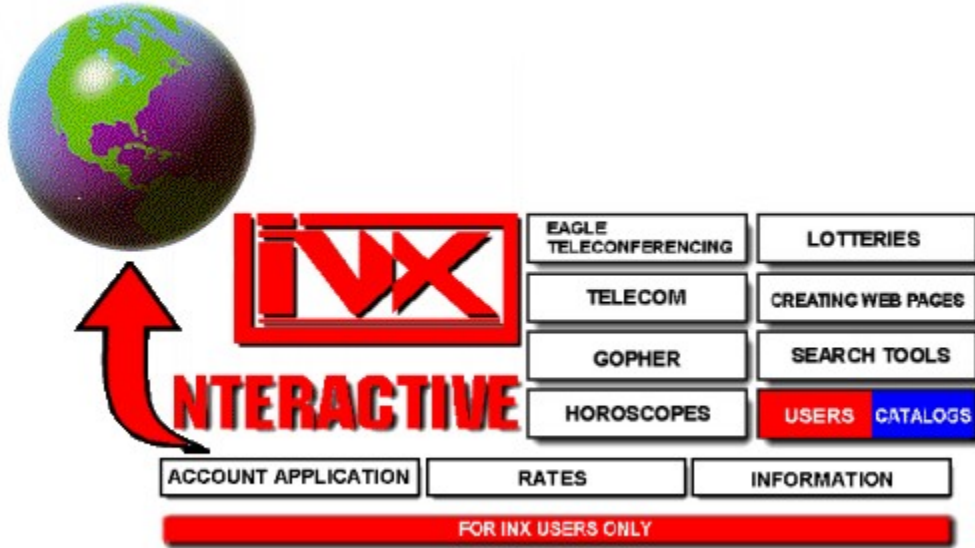 EAGLE
TELECONFERENCING
LOTTERIES
inx
TELECOM
CREATING WEB PAGES
GOPHER
SEARCH TOOLS
NTERACTIVE
HOROSCOPES
USERS
CATALOGS
ACCOUNT APPLICATION
RATES
INFORMATION
FOR INX USERS ONLY